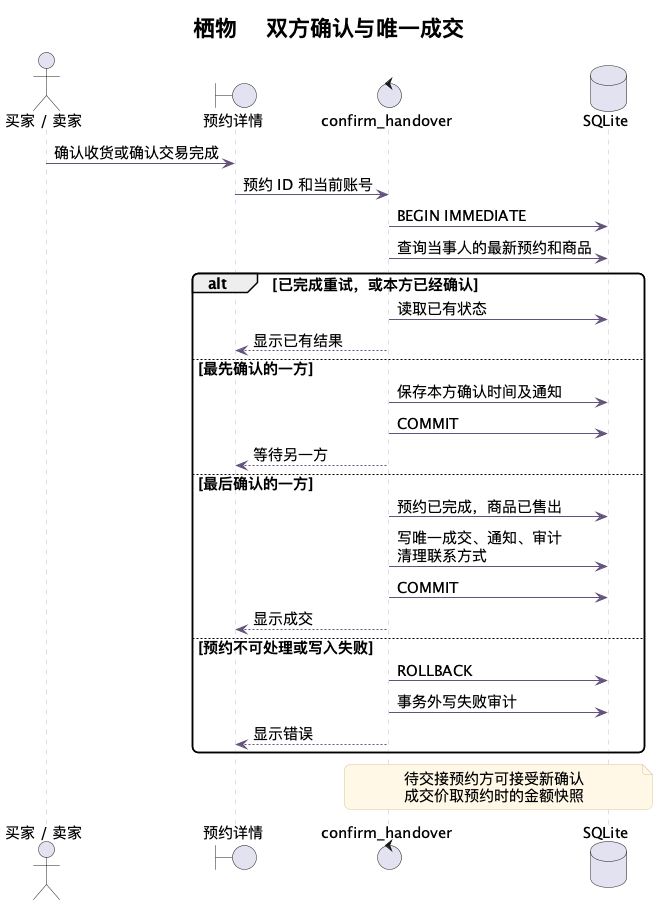 栖物 双方确认与唯一成交
买家 / 卖家 预约详情 confirm_handover SQLite
确认收货或确认交易完成
预约 ID 和当前账号
BEGIN IMMEDIATE
查询当事人的最新预约和商品
alt [已完成重试，或本方已经确认]
读取已有状态
显示已有结果
[最先确认的一方]
保存本方确认时间及通知
COMMIT
等待另一方
[最后确认的一方]
预约已完成，商品已售出
写唯一成交、通知、审计
清理联系方式
COMMIT
显示成交
[预约不可处理或写入失败]
ROLLBACK
事务外写失败审计
显示错误
待交接预约方可接受新确认
成交价取预约时的金额快照
买家 / 卖家 预约详情 confirm_handover SQLite